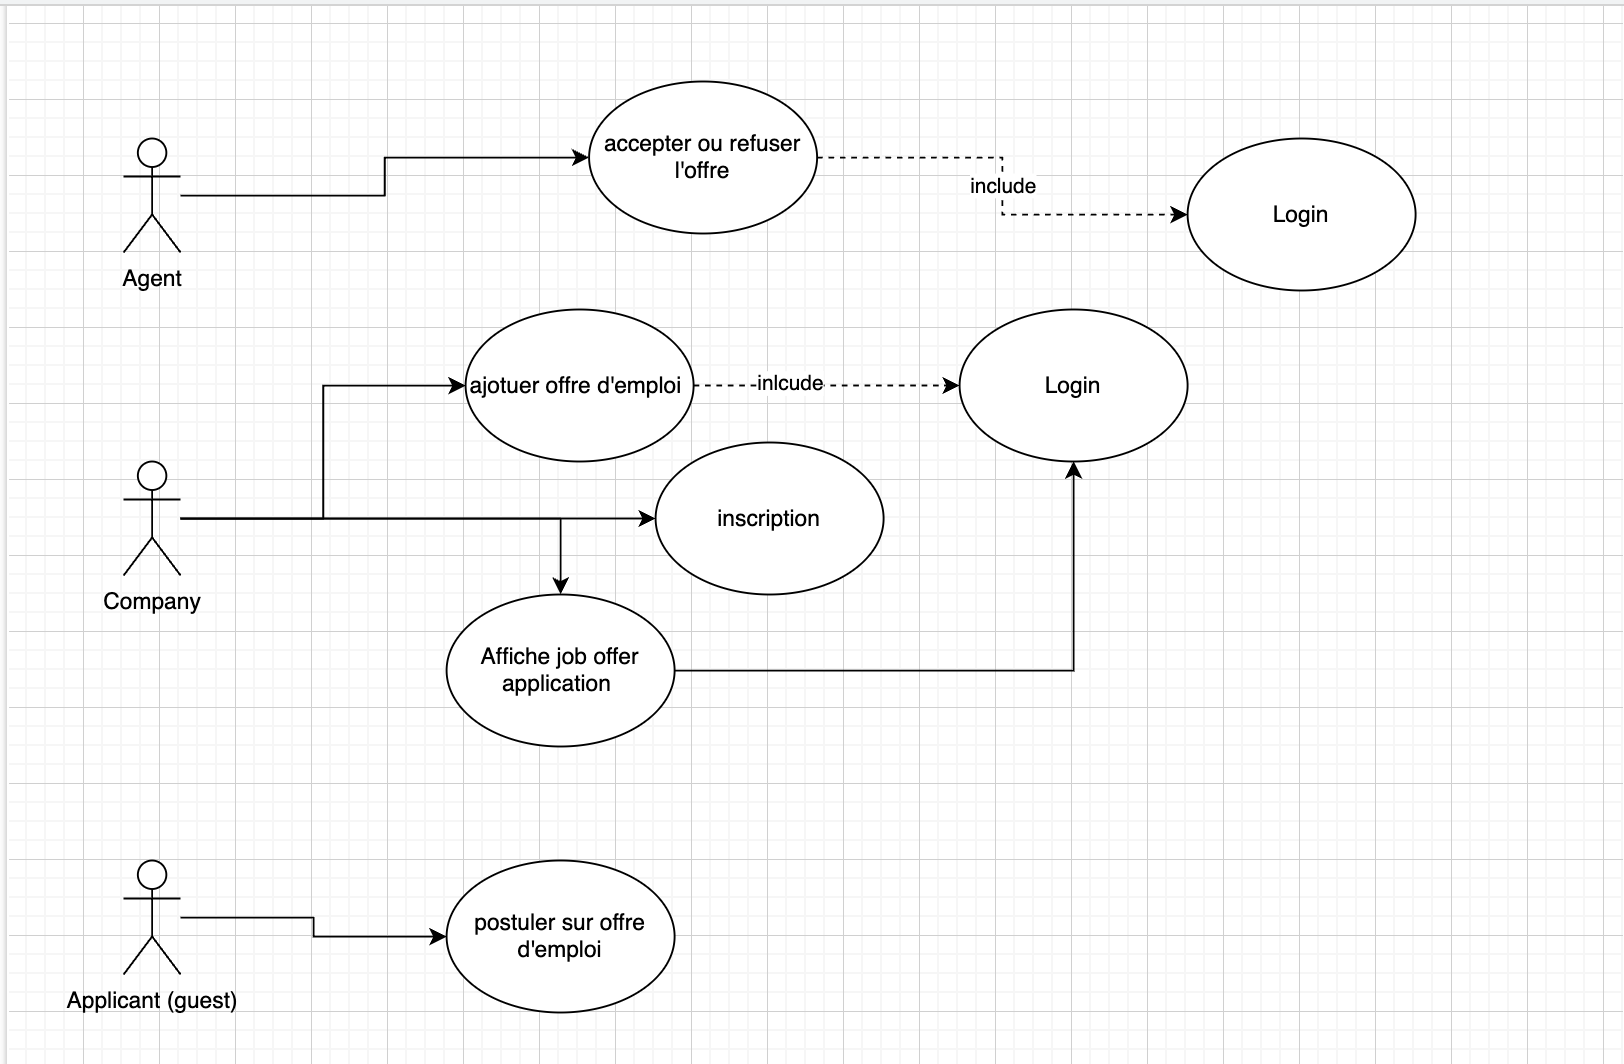 accepter ou refuser
l'offre
include
Login
Agent
ajotuer offre d'emploi
inlcude
Login
inscription
Company
Affiche job offer
application
postuler sur offre
d'emploi
Applicant (guest)